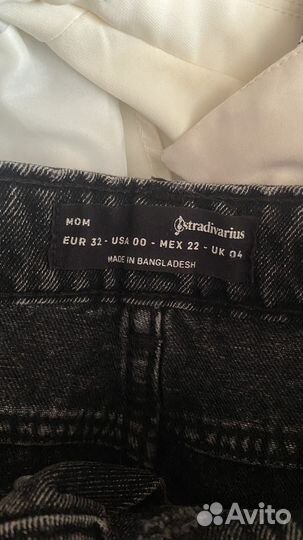 MOM
stradivarius
EUR 32 - USA 00 - MEX 22 - UK 04
MADE IN BANGLADESH
Avito